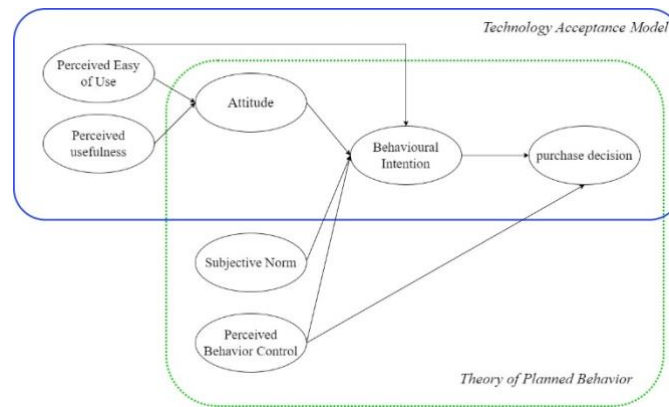 Technology Acceptance Model
Perceived Easy
of Use
Attitude
Perceived
usefulness
Behavioural
Intention
purchase decision
Subjective Norm
Perceived
Behavior Control
Theory of Planned Behavior